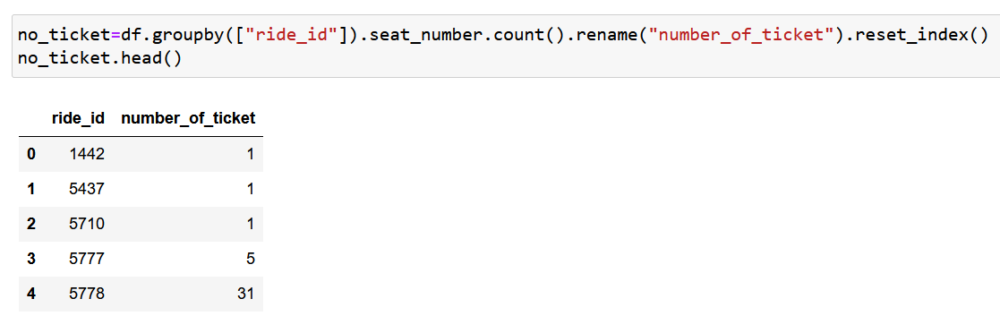 no_ticket=df.groupby(["ride_id"]).seat_number.count().rename("number_of_ticket").reset_index()
no_ticket.head()
ride_id number_of_ticket
0 1442 1
1 5437 1
2 5710 1
3 5777 5
4 5778 31